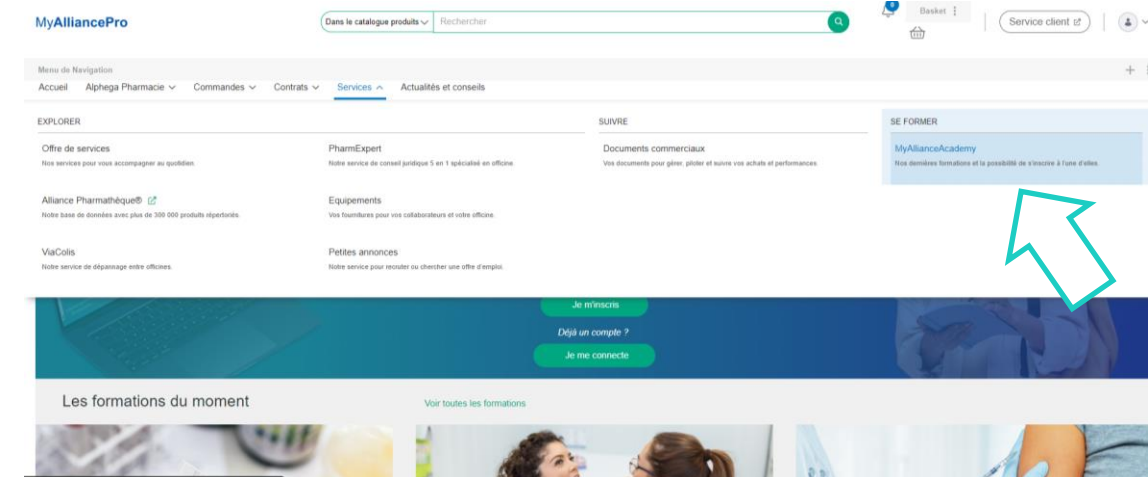 MyAlliancePro
Dans le catalogue produits
Rechercher
Basket
Service client
Menu de Navigation
Accueil
Alphega Pharmacie
Commandes
Contrats
Services
Actualités et conseils
EXPLORER
Offre de services
Nos services pour vous accompagner au quotidien.
Alliance Pharmathèque®
Notre base de données avec plus de 300 000 produits répertoriés.
ViaColis
Notre service de dépannage entre officines.
PharmExpert
Notre service de conseil juridique 5 en 1 spécialisé en officine.
Equipements
Vos fournitures pour vos collaborateurs et votre officine.
Petites annonces
Notre service pour recruter ou chercher une offre d'emploi.
SUIVRE
Documents commerciaux
Vos documents pour gérer, piloter et suivre vos achats et performances
SE FORMER
MyAllianceAcademy
Nos dernières formations et la possibilité de s'inscrire à l'une d'elles.
Je m'inscris
Déjà un compte ?
Je me connecte
Les formations du moment
Voir toutes les formations